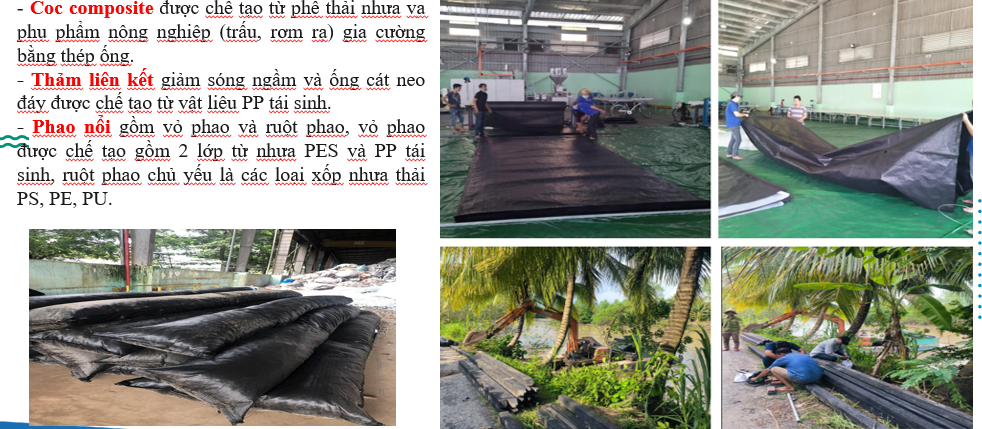 - Cọc composite được chế tạo từ phế thải nhựa và
phụ phẩm nông nghiệp (trấu, rơm rạ) gia cường
bằng thép ống.
- Thảm liên kết giảm sóng ngầm và ống cát neo
đáy được chế tạo từ vật liệu PP tái sinh.
- Phao nổi gồm vỏ phao và ruột phao, vỏ phao
được chế tạo gồm 2 lớp từ nhựa PES và PP tái
sinh, ruột phao chủ yếu là các loại xốp nhựa thải
PS, PE, PU.